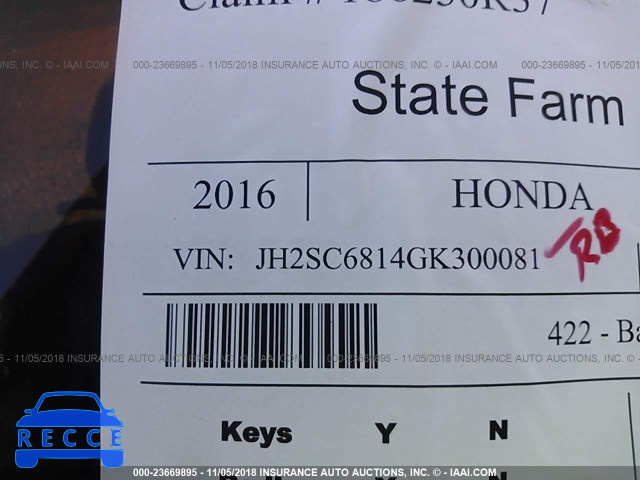 Claim # 188250R57
000-23669895 - 11/05/2018 INSURANCE AUTO AUCTIONS, INC. © - IAAI.COM
State Farm
2016 HONDA
RB
VIN: JH2SC6814GK300081
422 - Ba
000-23669895 - 11/05/2018 INSURANCE AUTO AUCTIONS, INC. © - IAAI.COM
Keys Y N
RECCE
000-23669895 - 11/05/2018 INSURANCE AUTO AUCTIONS, INC. © - IAAI.COM